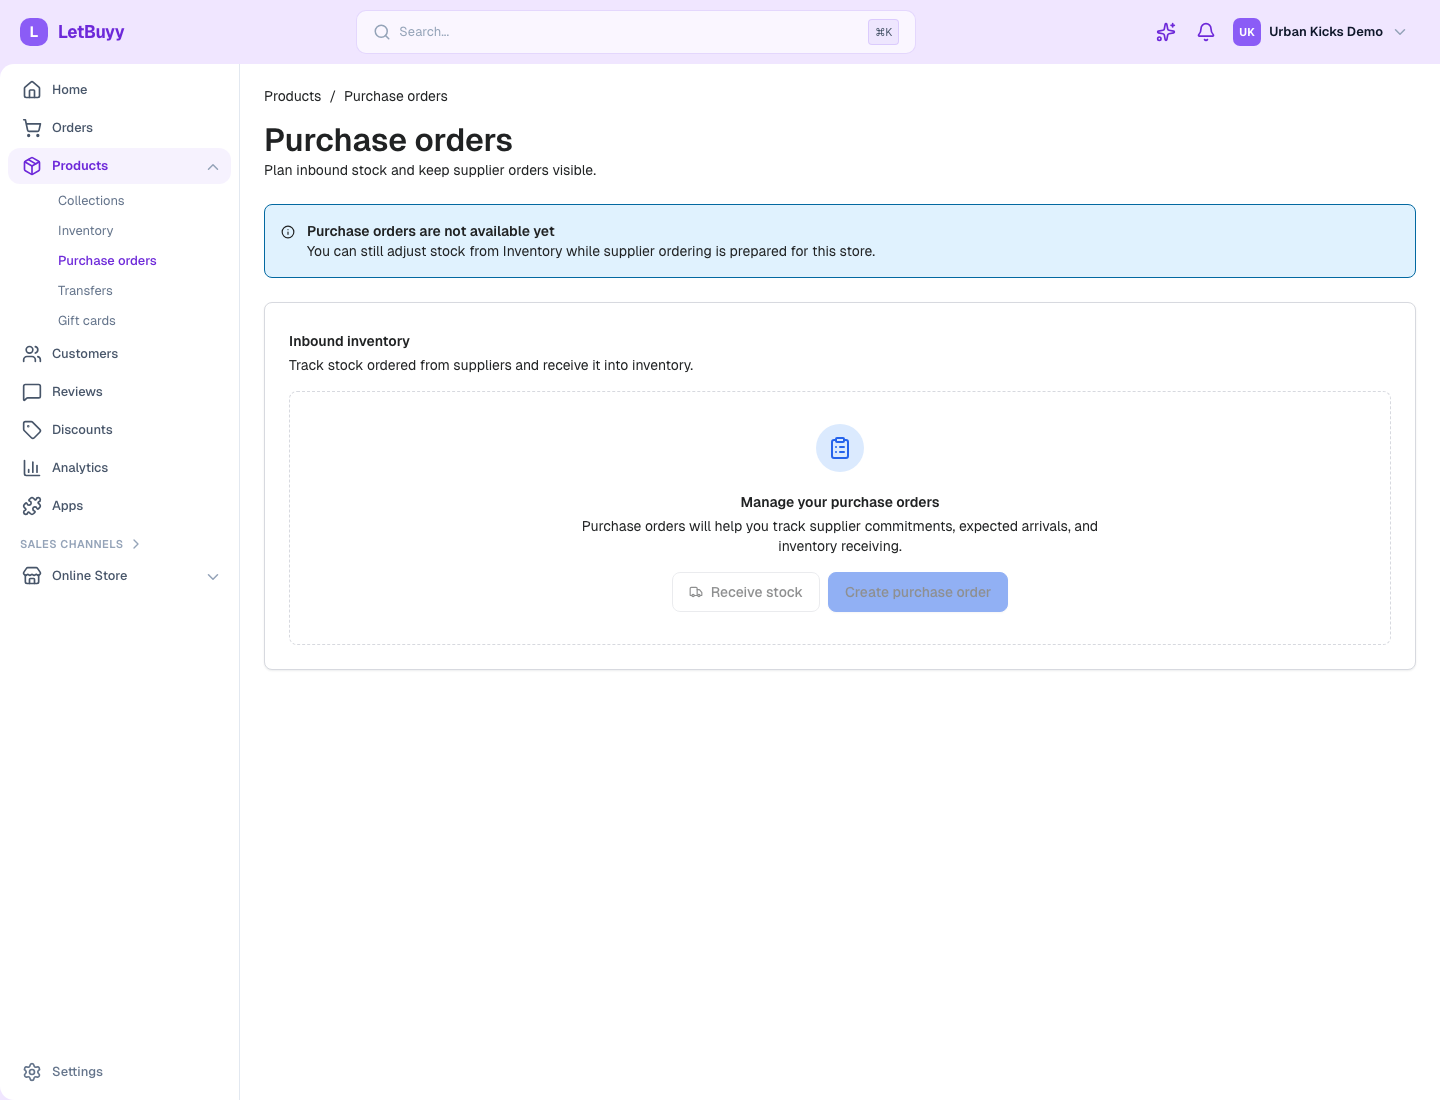 L LetBuyy
Search...
⌘K
UK Urban Kicks Demo
Home
Orders
Products
Collections
Inventory
Purchase orders
Transfers
Gift cards
Customers
Reviews
Discounts
Analytics
Apps
SALES CHANNELS
Online Store
Settings
Products / Purchase orders
Purchase orders
Plan inbound stock and keep supplier orders visible.
Purchase orders are not available yet
You can still adjust stock from Inventory while supplier ordering is prepared for this store.
Inbound inventory
Track stock ordered from suppliers and receive it into inventory.
Manage your purchase orders
Purchase orders will help you track supplier commitments, expected arrivals, and
inventory receiving.
Receive stock
Create purchase order